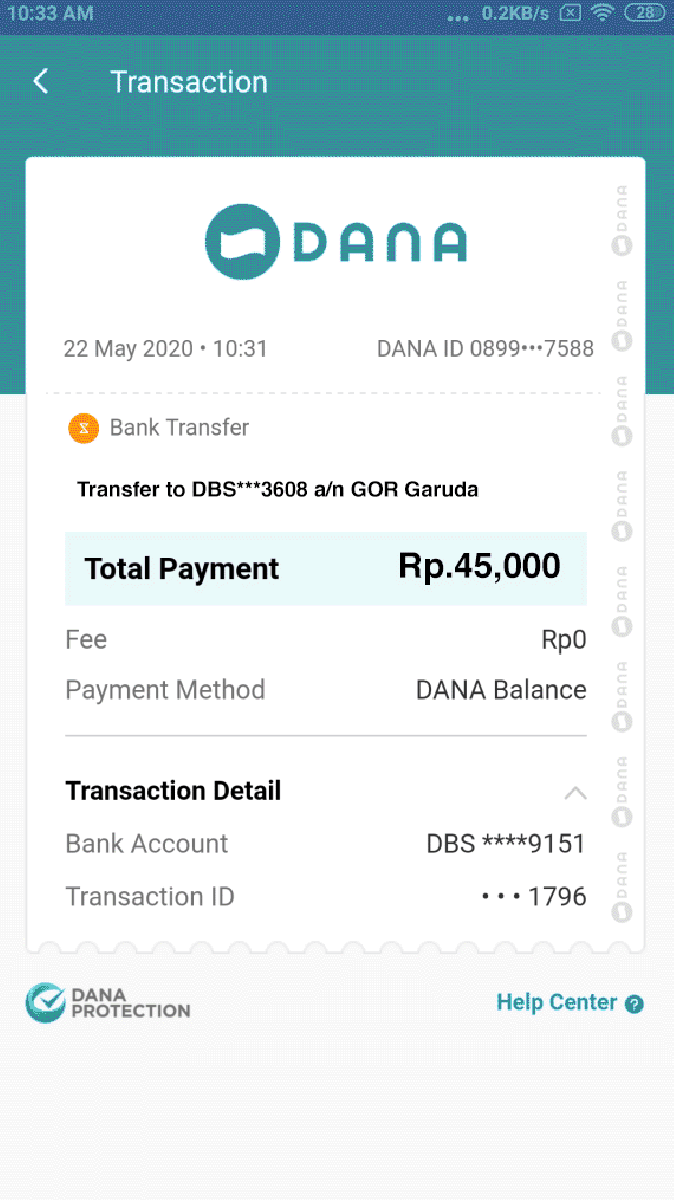 10:33 AM ... 0.2KB/s 28
Transaction
DANA
22 May 2020 • 10:31 DANA ID 0899•••7588
Bank Transfer
Transfer to DBS***3608 a/n GOR Garuda
Total Payment Rp.45,000
Fee Rp0
Payment Method DANA Balance
Transaction Detail
Bank Account DBS ****9151
Transaction ID • • • 1796
DANA
DANA
DANA
DANA
DANA
DANA
DANA
DANA
DANA
PROTECTION
Help Center ?